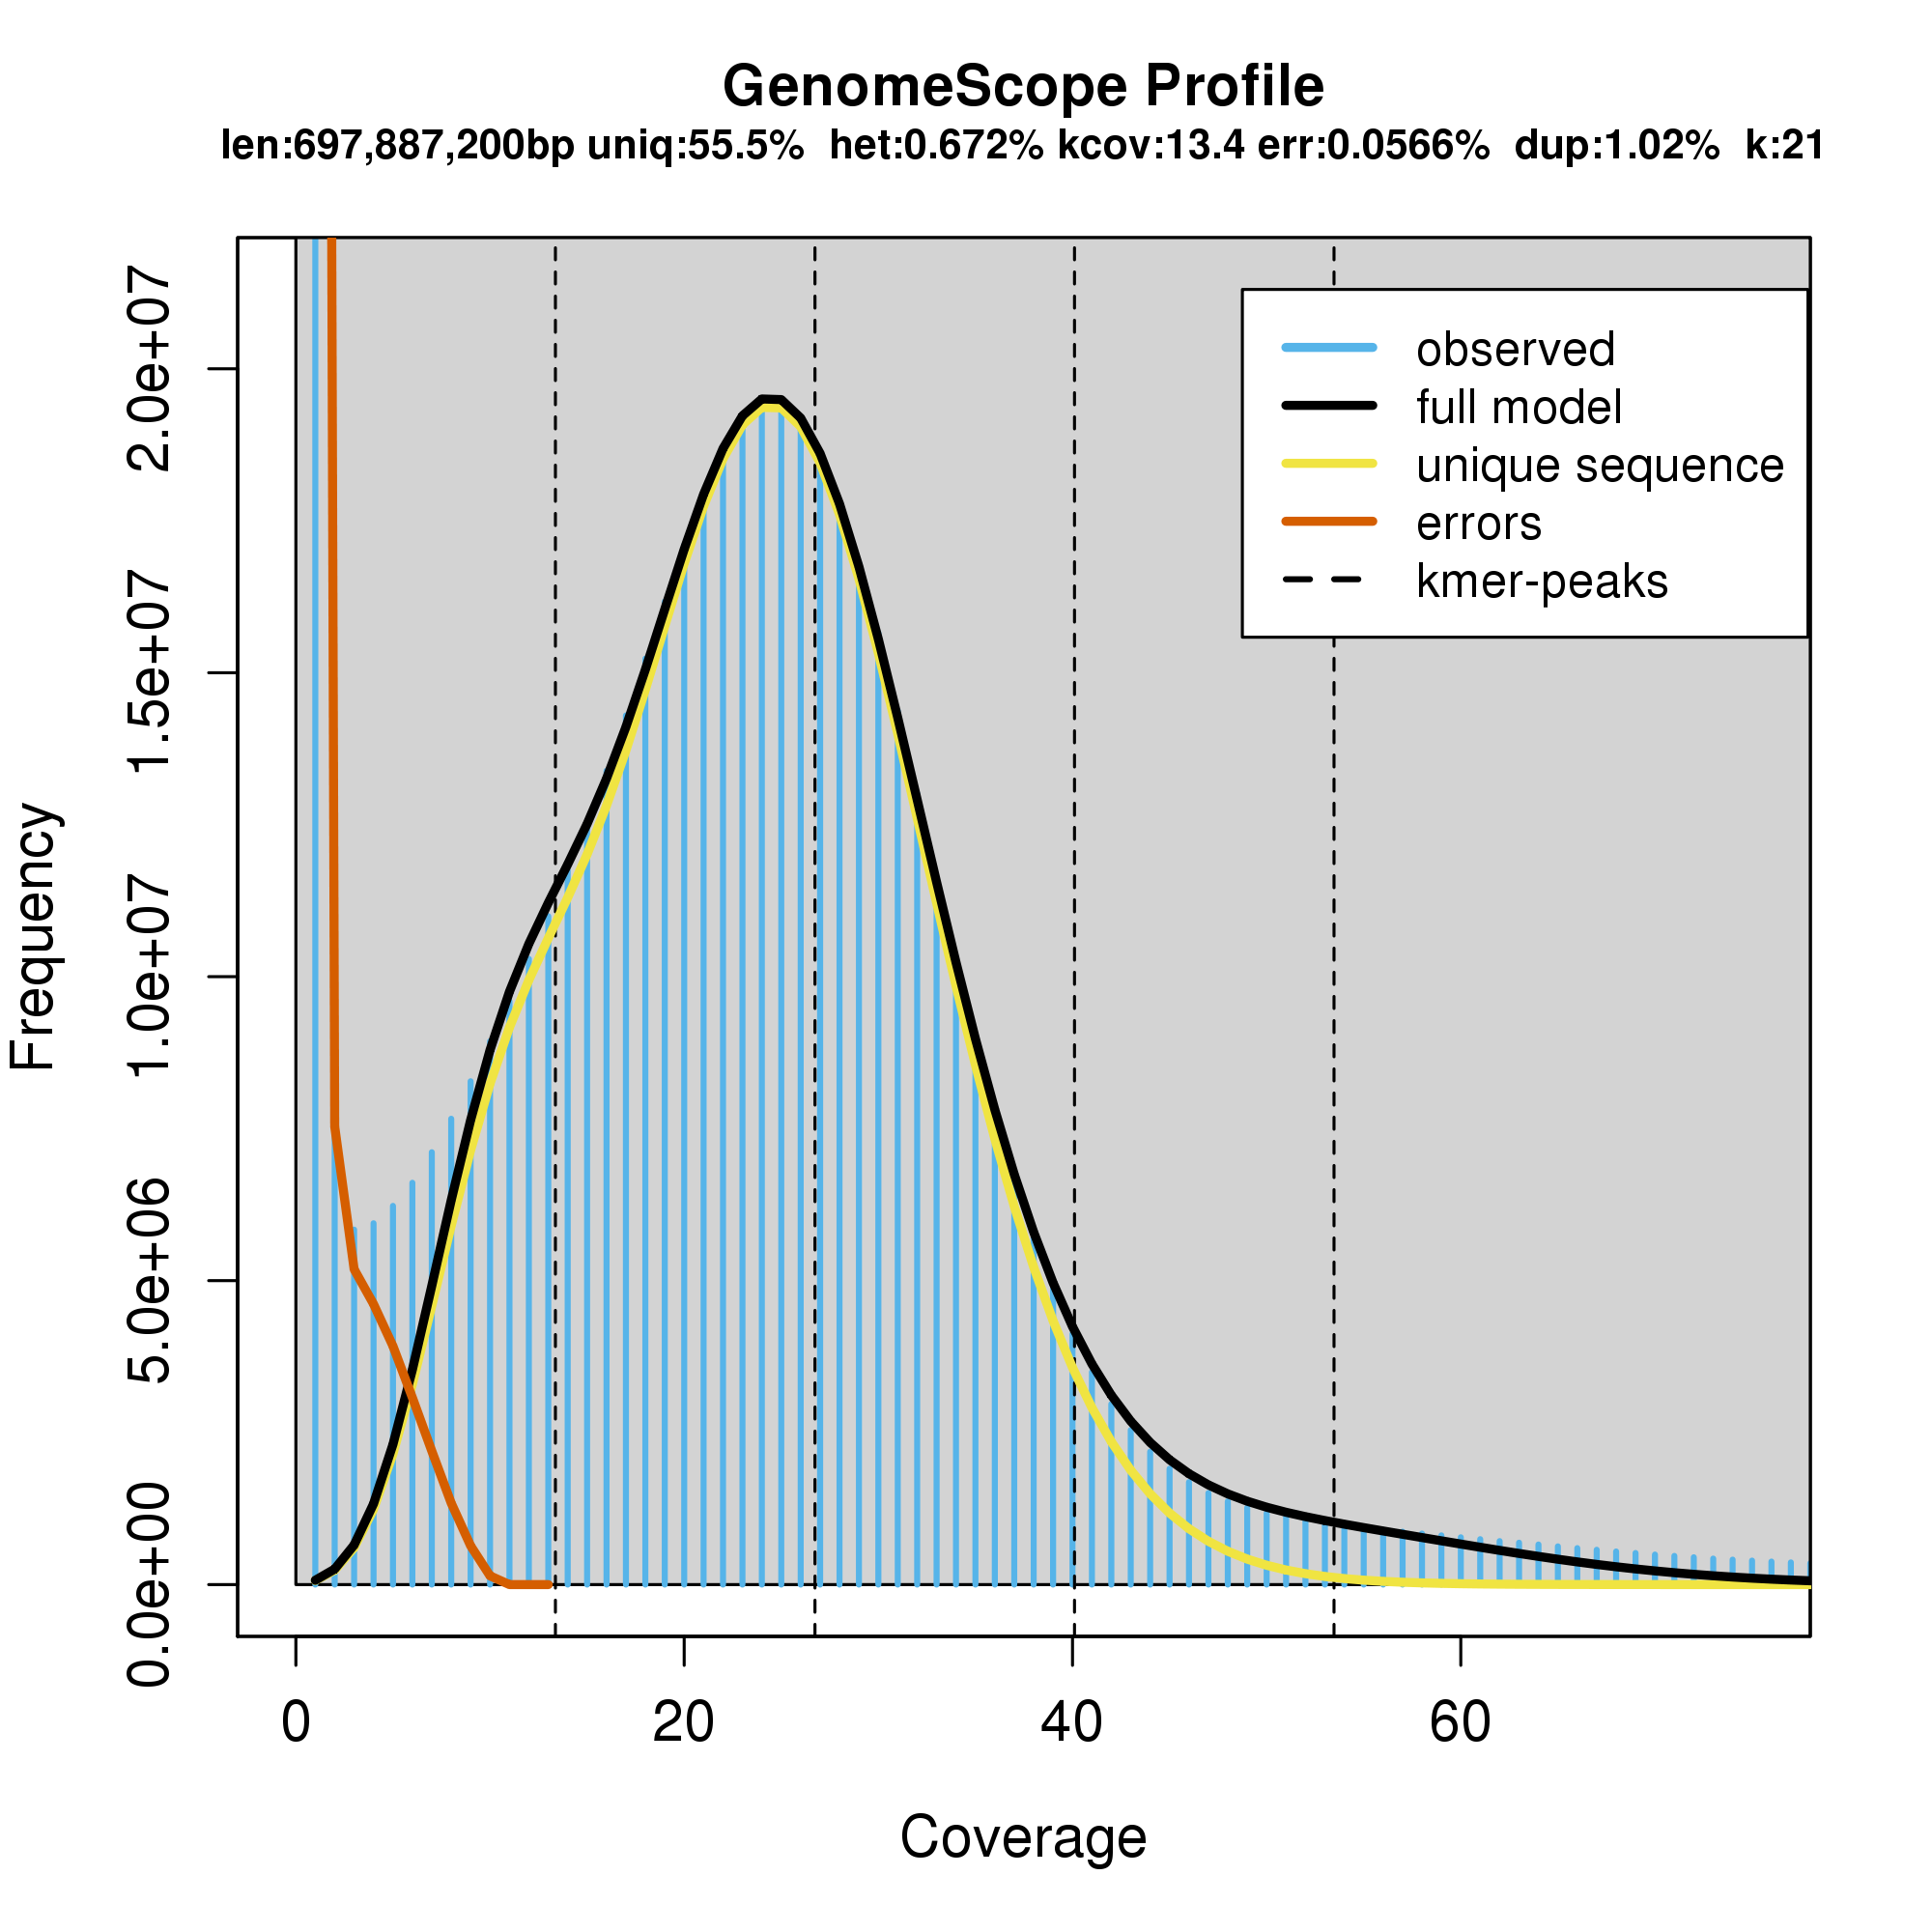 GenomeScope Profile
len:697,887,200bp uniq:55.5% het:0.672% kcov:13.4 err:0.0566% dup:1.02% k:21
observed
full model
unique sequence
errors
kmer-peaks
Frequency
2.0e+07
1.5e+07
1.0e+07
5.0e+06
0.0e+00
0 20 40 60
Coverage